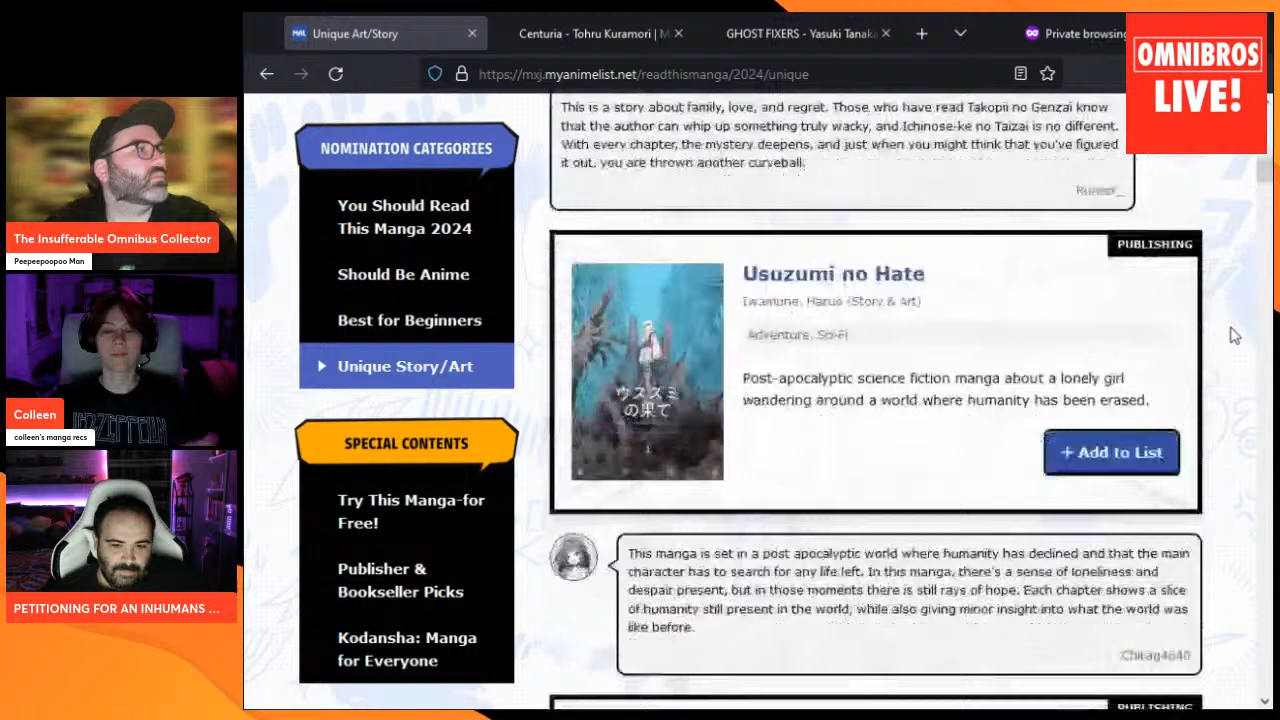 The Insufferable Omnibus Collector
Peepeepoopoo Man
Colleen
colleen's manga recs
LED ZEPPELIN
PETITIONING FOR AN INHUMANS ...
Unique Art/Story
Centuria - Tohru Kuramori | M
GHOST FIXERS - Yasuki Tanaka
Private browsing
https://mxj.myanimelist.net/readthismanga/2024/unique
OMNIBROS
LIVE!
NOMINATION CATEGORIES
You Should Read
This Manga 2024
Should Be Anime
Best for Beginners
Unique Story/Art
SPECIAL CONTENTS
Try This Manga-for
Free!
Publisher &
Bookseller Picks
Kodansha: Manga
for Everyone
This is a story about family, love, and regret. Those who have read Takopii no Genzai know
that the author can whip up something truly wacky, and Ichinose-ke no Taizai is no different.
With every chapter, the mystery deepens, and just when you might think that you've figured
it out, you are thrown another curveball.
PUBLISHING
Usuzumi no Hate
Iwamune, Haruo (Story & Art)
Adventure, Sci-Fi
Post-apocalyptic science fiction manga about a lonely girl
wandering around a world where humanity has been erased.
+ Add to List
ウスズミ
の果て
This manga is set in a post apocalyptic world where humanity has declined and that the main
character has to search for any life left. In this manga, there's a sense of loneliness and
despair present, but in those moments there is still rays of hope. Each chapter shows a slice
of humanity still present in the world, while also giving minor insight into what the world was
like before.
Chirag4640
PUBLISHING